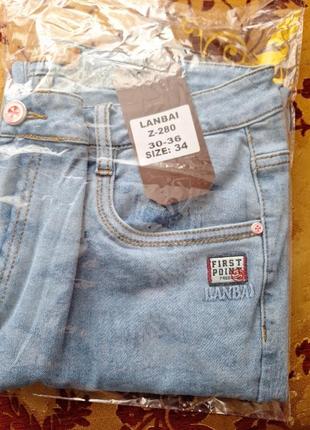 LANBAI
Z-280
30-36
SIZE: 34
FIRST
POINT
LANBAI